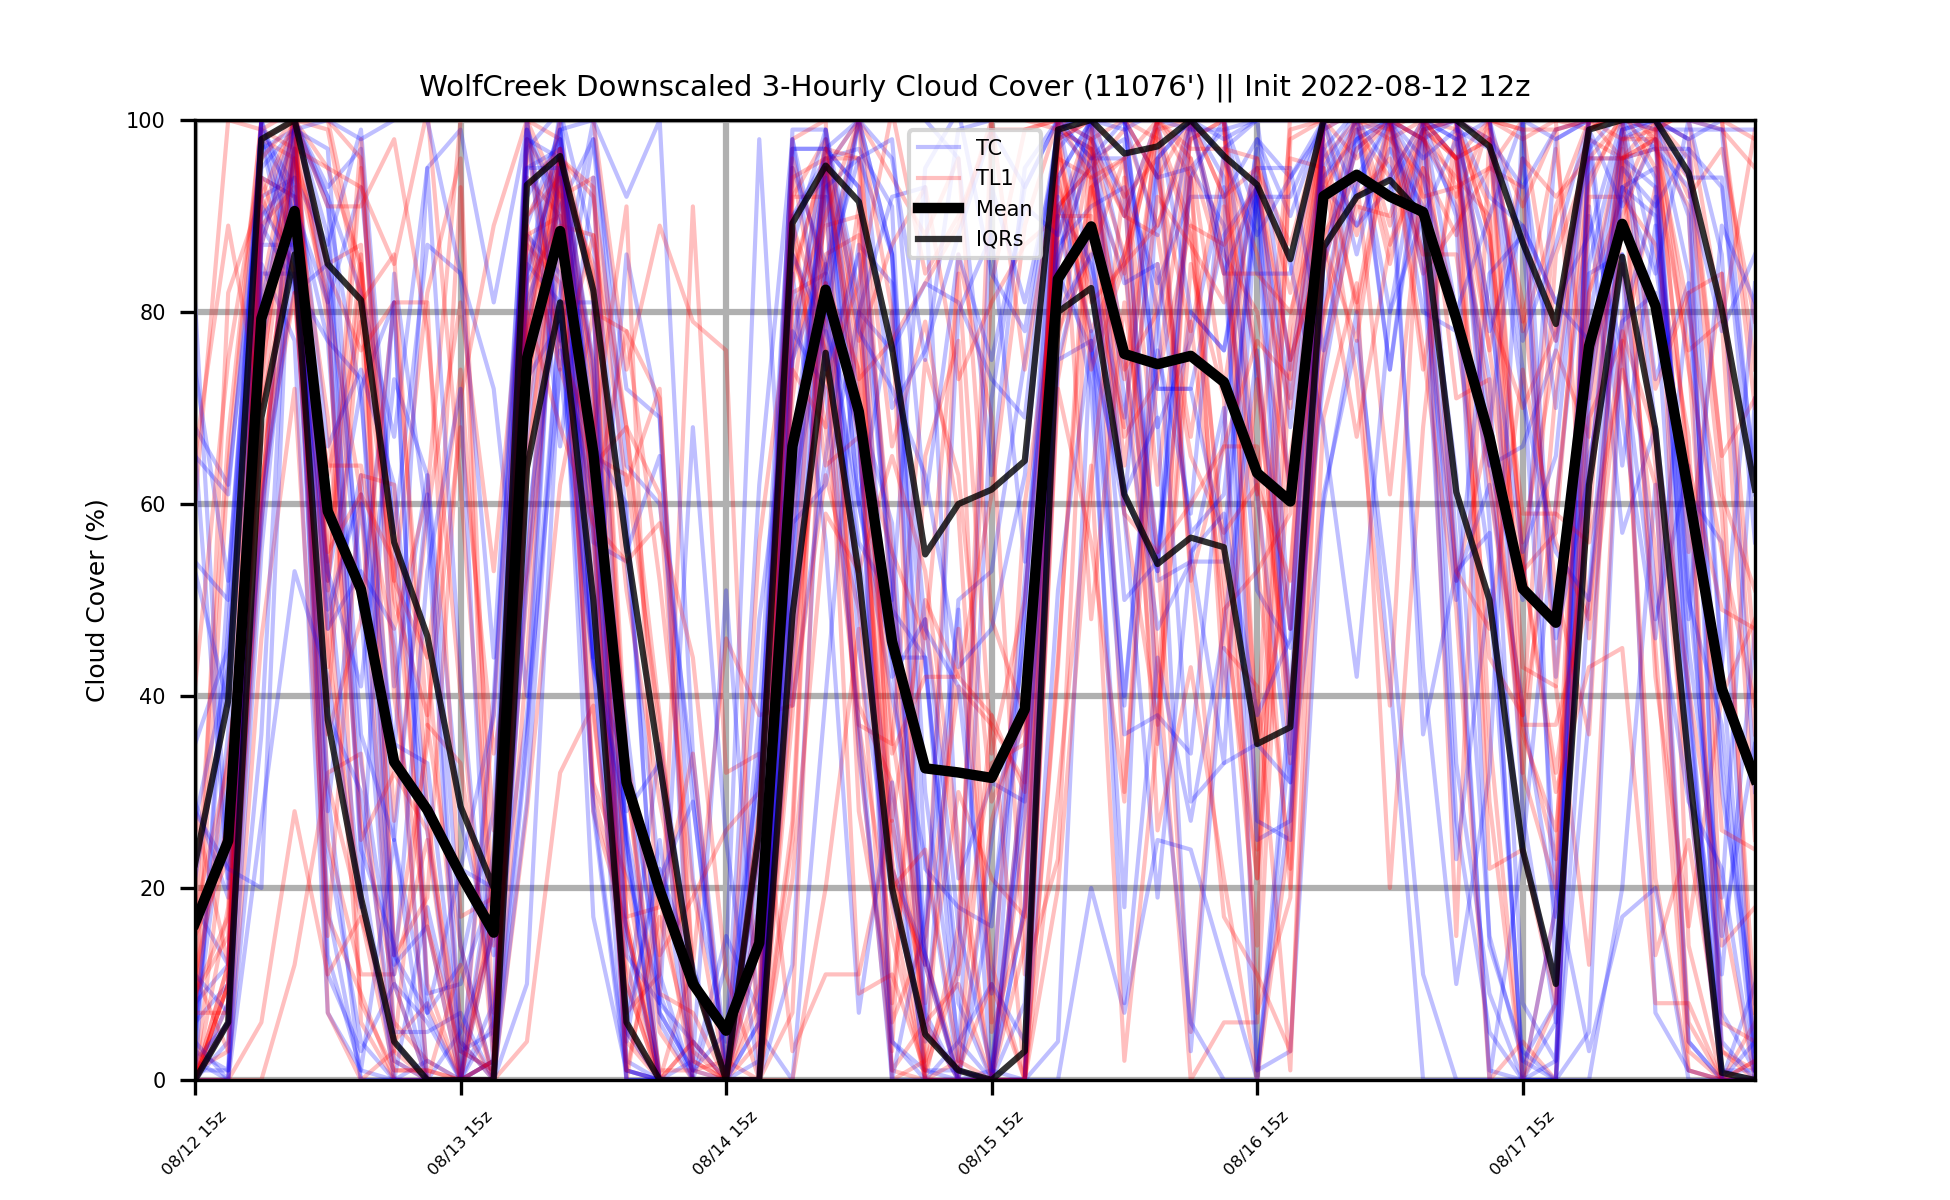 WolfCreek Downscaled 3-Hourly Cloud Cover (11076') || Init 2022-08-12 12z
Cloud Cover (%)
100
80
60
40
20
0
TC
TL1
Mean
IQRs
08/12 15z
08/13 15z
08/14 15z
08/15 15z
08/16 15z
08/17 15z